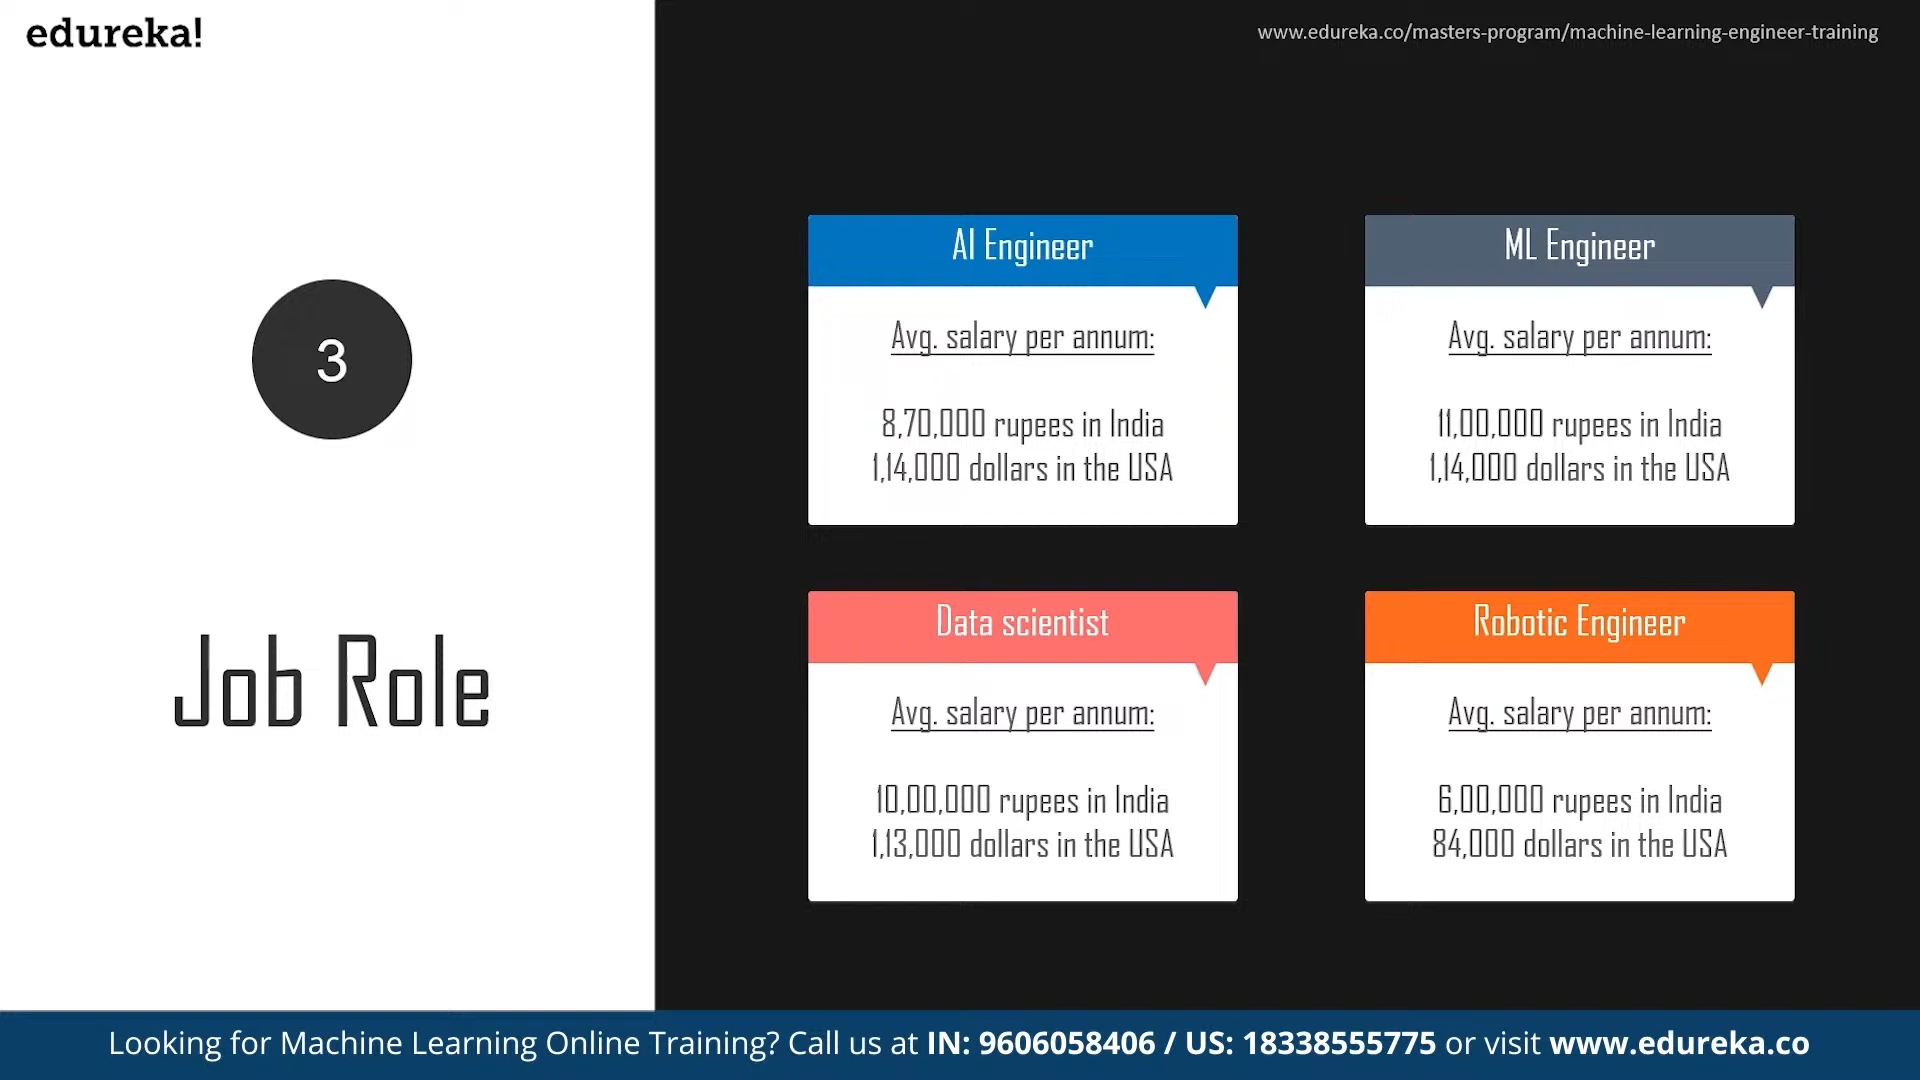 edureka!
www.edureka.co/masters-program/machine-learning-engineer-training
3
Job Role
AI Engineer
Avg. salary per annum:
8,70,000 rupees in India
1,14,000 dollars in the USA
ML Engineer
Avg. salary per annum:
11,00,000 rupees in India
1,14,000 dollars in the USA
Data scientist
Avg. salary per annum:
10,00,000 rupees in India
1,13,000 dollars in the USA
Robotic Engineer
Avg. salary per annum:
6,00,000 rupees in India
84,000 dollars in the USA
Looking for Machine Learning Online Training? Call us at IN: 9606058406 / US: 18338555775 or visit www.edureka.co